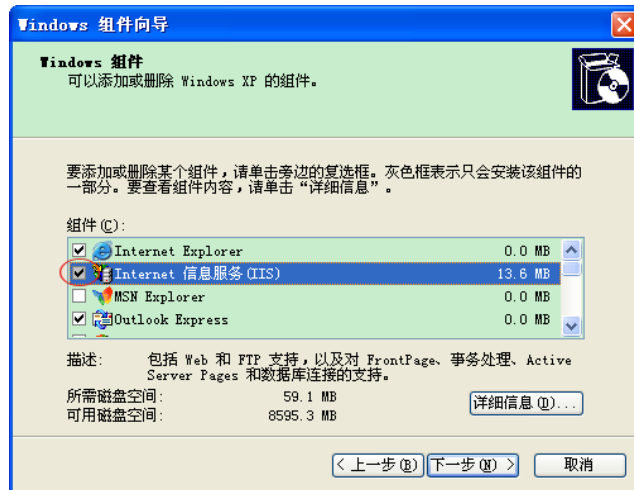 Windows 组件向导
Windows 组件
可以添加或删除 Windows XP 的组件。
要添加或删除某个组件，请单击旁边的复选框。灰色框表示只会安装该组件的
一部分。要查看组件内容，请单击“详细信息”。
组件(C):
Internet Explorer 0.0 MB
Internet 信息服务(IIS) 13.6 MB
MSN Explorer 0.0 MB
Outlook Express 0.0 MB
描述: 包括 Web 和 FTP 支持，以及对 FrontPage、事务处理、Active
Server Pages 和数据库连接的支持。
所需磁盘空间: 59.1 MB
可用磁盘空间: 8595.3 MB
详细信息(D)...
< 上一步(B) 下一步(N) > 取消